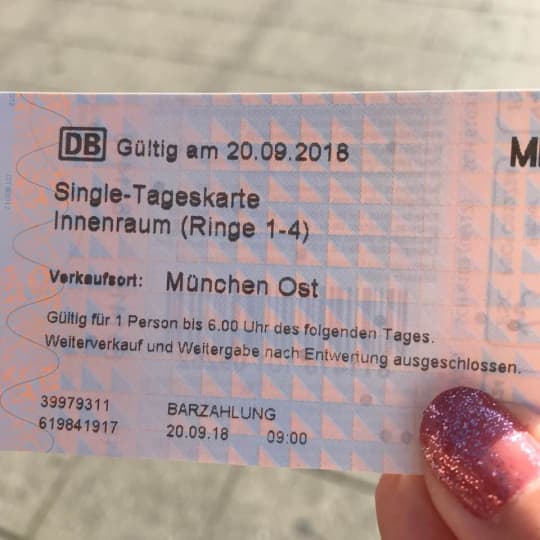 DB Gültig am 20.09.2018
Single-Tageskarte
Innenraum (Ringe 1-4)
Verkaufsort: München Ost
Gültig für 1 Person bis 6.00 Uhr des folgenden Tages.
Weiterverkauf und Weitergabe nach Entwertung ausgeschlossen.
39979311 BARZAHLUNG
619841917 20.09.18 09:00